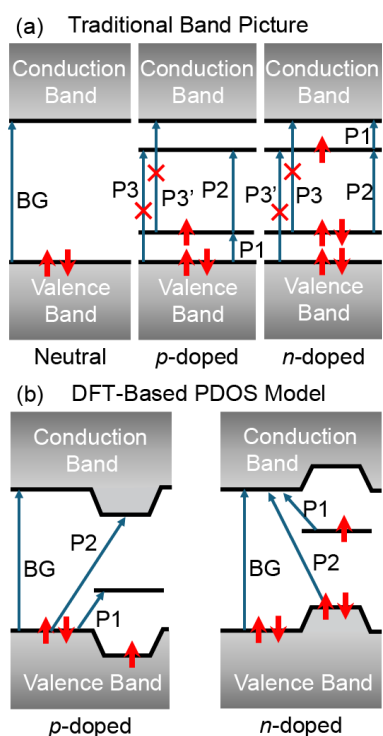 (a) Traditional Band Picture
Conduction Band
Conduction Band
Conduction Band
BG
P3
P3’
P2
P1
P1
P3’
P3
P2
Valence Band
Valence Band
Valence Band
Neutral
p-doped
n-doped
(b) DFT-Based PDOS Model
Conduction Band
Conduction Band
BG
P2
P1
BG
P1
P2
Valence Band
Valence Band
p-doped
n-doped